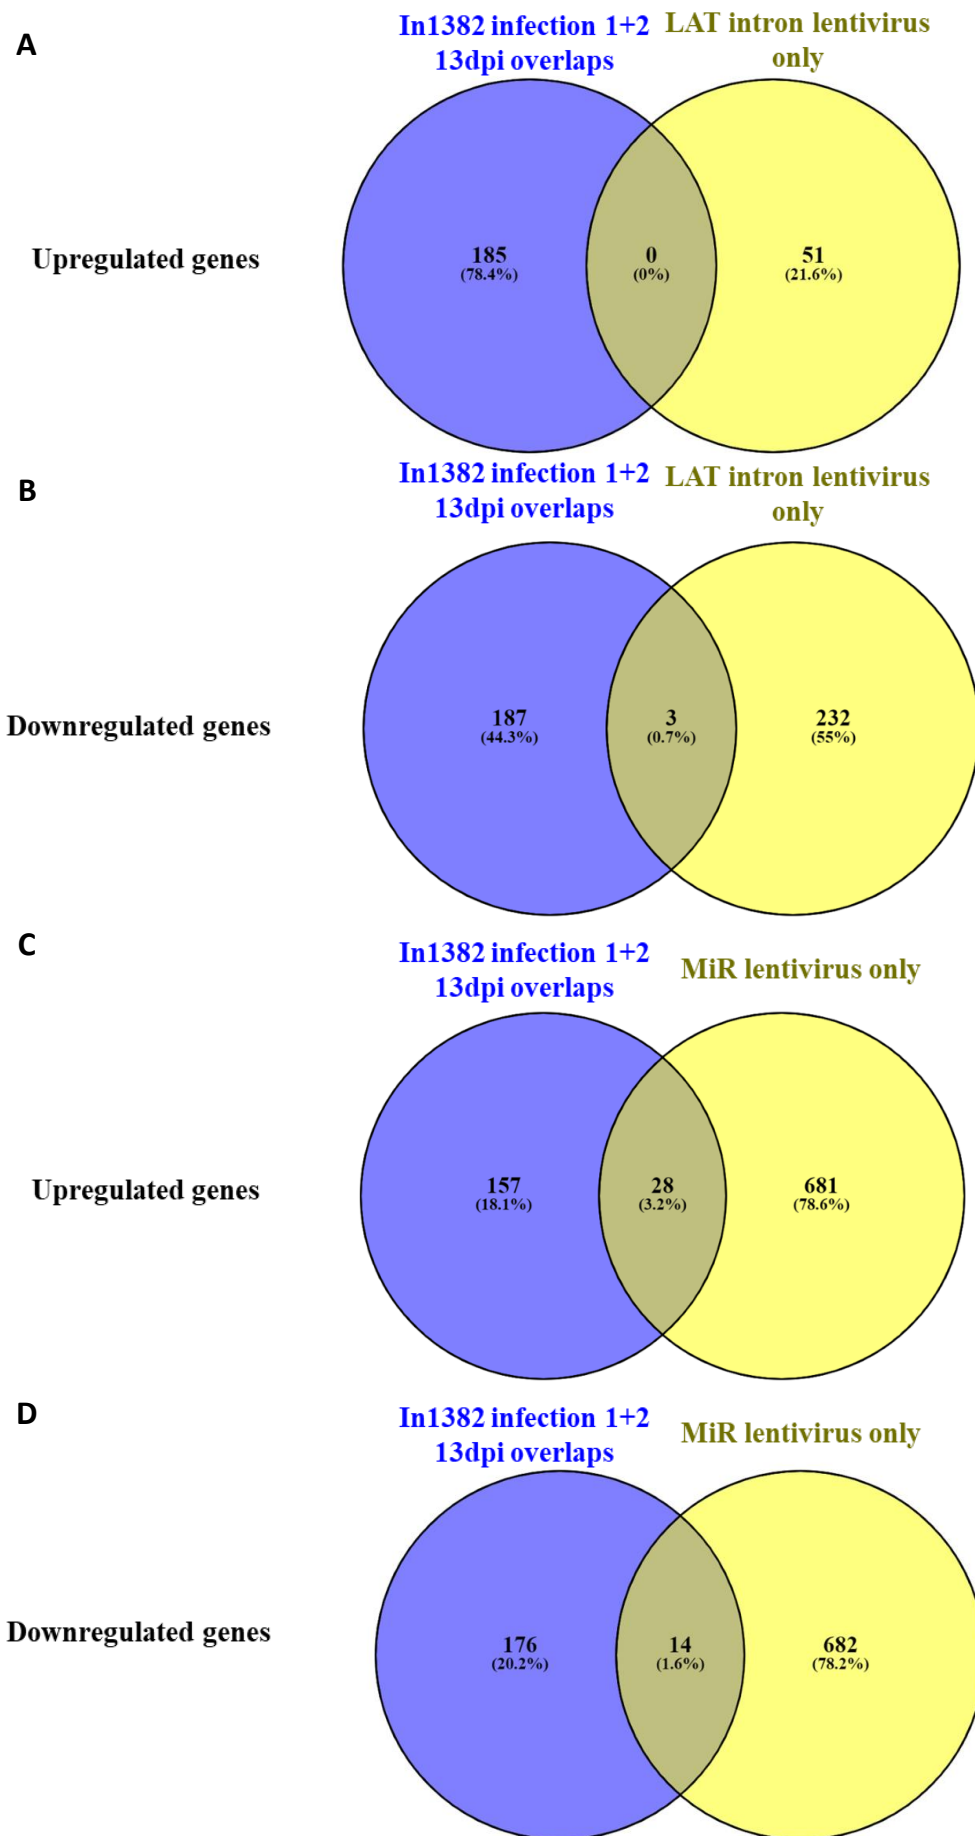 A
In1382 infection 1+2
13dpi overlaps
LAT intron lentivirus
only
Upregulated genes
185
(78.4%)
0
(0%)
51
(21.6%)
B
In1382 infection 1+2
13dpi overlaps
LAT intron lentivirus
only
Downregulated genes
187
(44.3%)
3
(0.7%)
232
(55%)
C
In1382 infection 1+2
13dpi overlaps
MiR lentivirus only
Upregulated genes
157
(18.1%)
28
(3.2%)
681
(78.6%)
D
In1382 infection 1+2
13dpi overlaps
MiR lentivirus only
Downregulated genes
176
(20.2%)
14
(1.6%)
682
(78.2%)